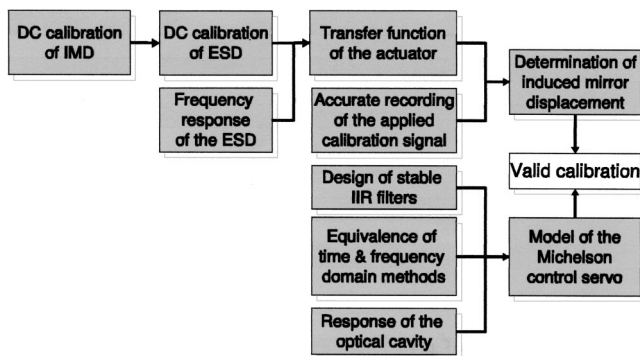 DC calibration
of IMD
DC calibration
of ESD
Transfer function
of the actuator
Determination of
induced mirror
displacement
Frequency
response
of the ESD
Accurate recording
of the applied
calibration signal
Valid calibration
Design of stable
IIR filters
Equivalence of
time & frequency
domain methods
Model of the
Michelson
control servo
Response of the
optical cavity